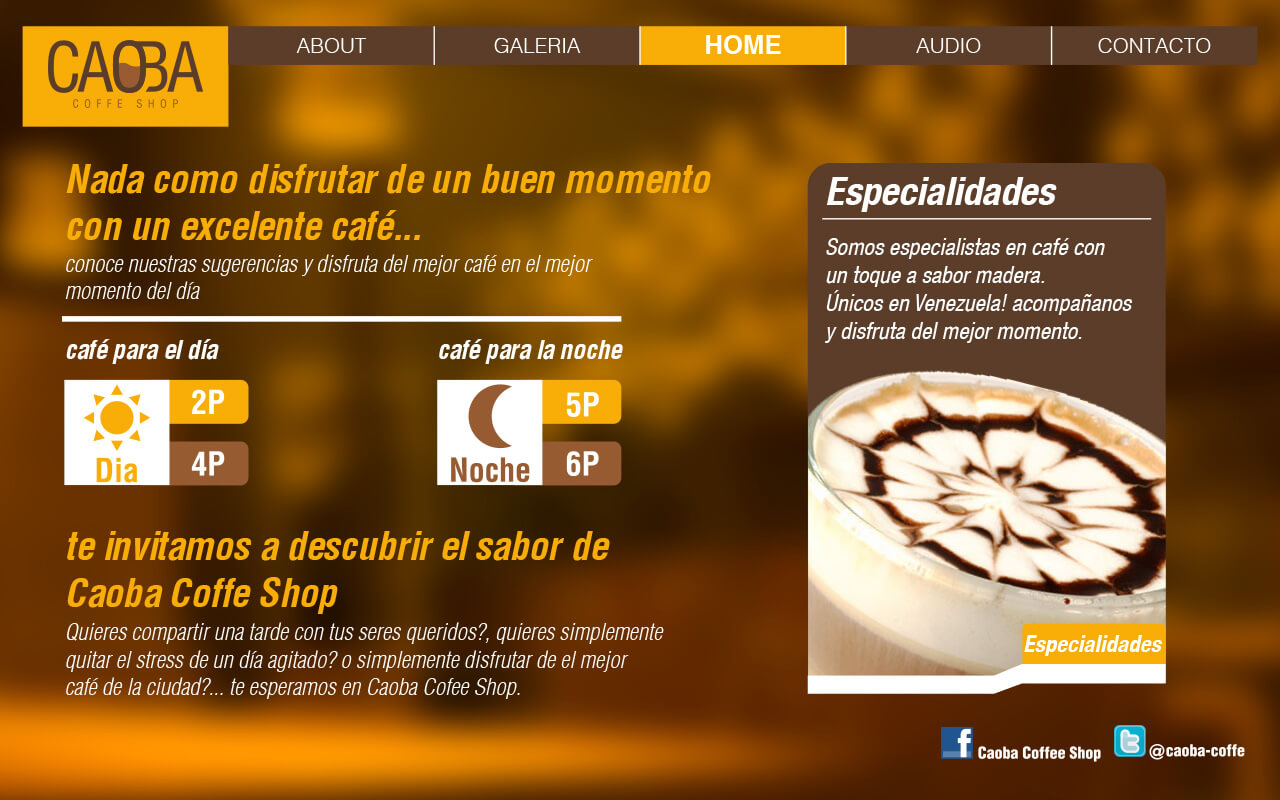 CAOBA
COFFE SHOP
ABOUT
GALERIA
HOME
AUDIO
CONTACTO
Nada como disfrutar de un buen momento
con un excelente café...
conoce nuestras sugerencias y disfruta del mejor café en el mejor
momento del día
café para el día
Dia
2P
4P
café para la noche
Noche
5P
6P
te invitamos a descubrir el sabor de
Caoba Coffe Shop
Quieres compartir una tarde con tus seres queridos?, quieres simplemente
quitar el stress de un día agitado? o simplemente disfrutar de el mejor
café de la ciudad?... te esperamos en Caoba Cofee Shop.
Especialidades
Somos especialistas en café con
un toque a sabor madera.
Únicos en Venezuela! acompañanos
y disfruta del mejor momento.
Especialidades
f
Caoba Coffee Shop
t
@caoba-coffe